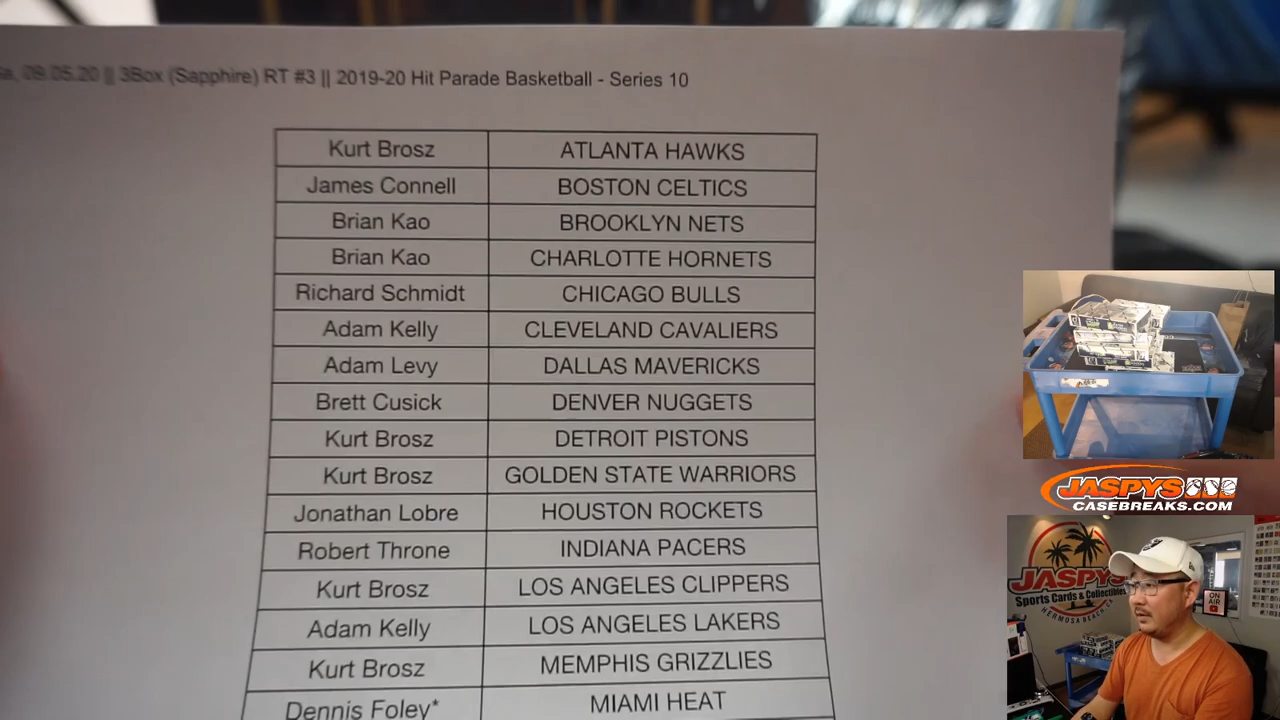 09.05.20 || 3Box (Sapphire) RT #3 || 2019-20 Hit Parade Basketball - Series 10
Kurt Brosz ATLANTA HAWKS
James Connell BOSTON CELTICS
Brian Kao BROOKLYN NETS
Brian Kao CHARLOTTE HORNETS
Richard Schmidt CHICAGO BULLS
Adam Kelly CLEVELAND CAVALIERS
Adam Levy DALLAS MAVERICKS
Brett Cusick DENVER NUGGETS
Kurt Brosz DETROIT PISTONS
Kurt Brosz GOLDEN STATE WARRIORS
Jonathan Lobre HOUSTON ROCKETS
Robert Throne INDIANA PACERS
Kurt Brosz LOS ANGELES CLIPPERS
Adam Kelly LOS ANGELES LAKERS
Kurt Brosz MEMPHIS GRIZZLIES
Dennis Foley* MIAMI HEAT
JASPYS
CASEBREAKS.COM
JASPYS
Sports Cards & Collectibles
HERMOSA BEACH, CA
ON
AIR